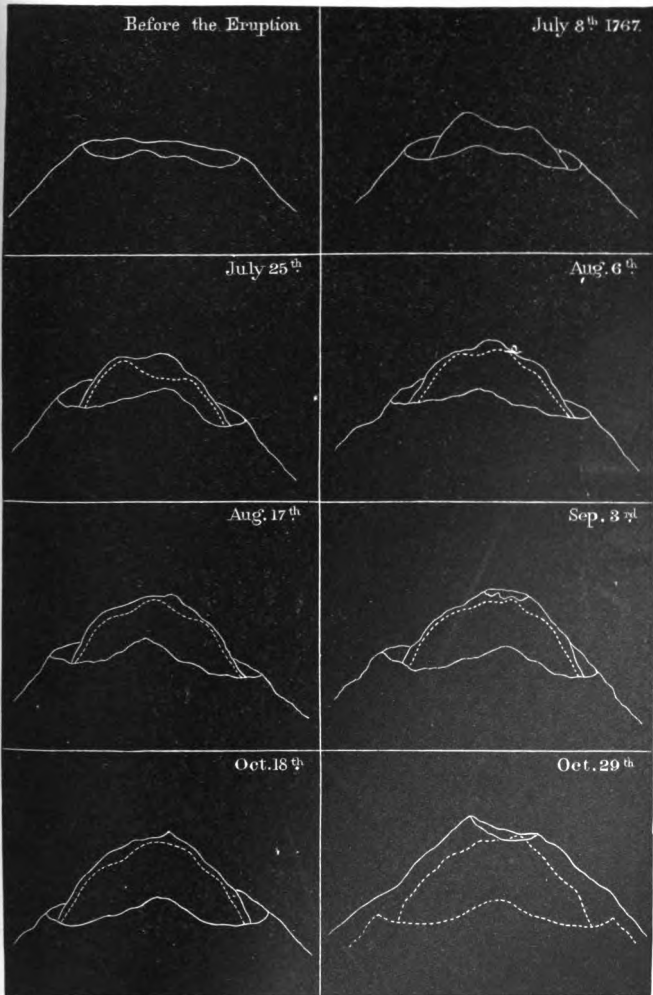 Before the Eruption
July 8th 1767.
July 25th
Aug. 6th
Aug. 17th
Sep. 3rd
Oct. 18th
Oct. 29th